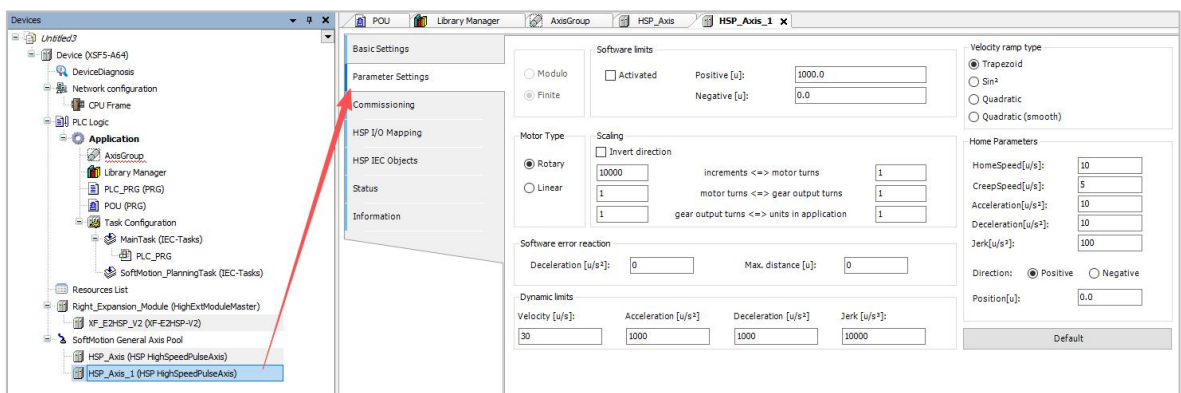 Devices
Untitled3
Device (XSF5-A64)
DeviceDiagnosis
Network configuration
CPU Frame
PLC Logic
Application
AxisGroup
Library Manager
PLC_PRG (PRG)
POU (PRG)
Task Configuration
MainTask (IEC-Tasks)
PLC_PRG
SoftMotion_PlanningTask (IEC-Tasks)
Resources List
Right_Expansion_Module (HighExtModuleMaster)
XF_E2HSP_V2 (XF-E2HSP-V2)
SoftMotion General Axis Pool
HSP_Axis (HSP HighSpeedPulseAxis)
HSP_Axis_1 (HSP HighSpeedPulseAxis)
POU Library Manager AxisGroup HSP_Axis HSP_Axis_1
Basic Settings
Parameter Settings
Commissioning
HSP I/O Mapping
HSP IEC Objects
Status
Information
Modulo
Finite
Software limits
Activated Positive [u]: 1000.0
Negative [u]: 0.0
Motor Type
Rotary
Linear
Scaling
Invert direction
10000 increments <=> motor turns 1
1 motor turns <=> gear output turns 1
1 gear output turns <=> units in application 1
Software error reaction
Deceleration [u/s²]: 0 Max. distance [u]: 0
Dynamic limits
Velocity [u/s]: Acceleration [u/s²] Deceleration [u/s²] Jerk [u/s³]:
30 1000 1000 10000
Velocity ramp type
Trapezoid
Sin²
Quadratic
Quadratic (smooth)
Home Parameters
HomeSpeed[u/s]: 10
CreepSpeed[u/s]: 5
Acceleration[u/s²]: 10
Deceleration[u/s²]: 10
Jerk[u/s³]: 100
Direction: Positive Negative
Position[u]: 0.0
Default